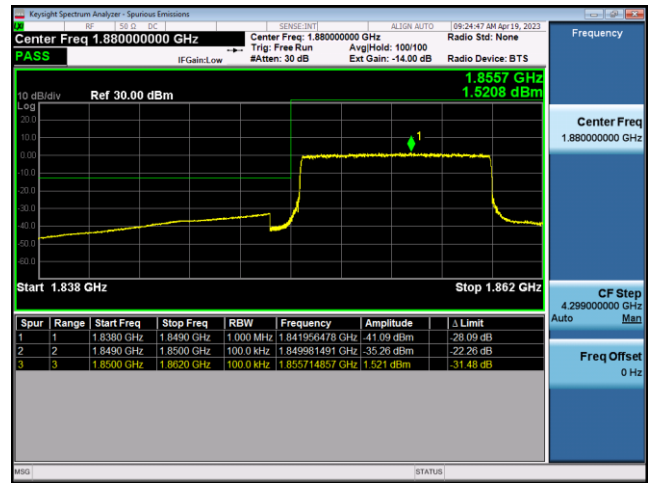 Keysight Spectrum Analyzer - Spurious Emissions
RF 50 Ω DC SENSE:INT ALIGN AUTO 09:24:47 AM Apr 19, 2023
Center Freq 1.880000000 GHz Center Freq: 1.880000000 GHz Radio Std: None
Trig: Free Run Avg|Hold: 100/100
PASS IFGain:Low #Atten: 30 dB Ext Gain: -14.00 dB Radio Device: BTS
1.8557 GHz
10 dB/div Ref 30.00 dBm 1.5208 dBm
Log
20.0
10.0
1
0.00
-10.0
-20.0
-30.0
-40.0
-50.0
-60.0
Start 1.838 GHz Stop 1.862 GHz
Spur Range Start Freq Stop Freq RBW Frequency Amplitude Δ Limit
1 1 1.8380 GHz 1.8490 GHz 1.000 MHz 1.841956478 GHz -41.09 dBm -28.09 dB
2 2 1.8490 GHz 1.8500 GHz 100.0 kHz 1.849981491 GHz -35.26 dBm -22.26 dB
3 3 1.8500 GHz 1.8620 GHz 100.0 kHz 1.855714857 GHz 1.521 dBm -31.48 dB
MSG STATUS
Frequency
Center Freq
1.880000000 GHz
CF Step
4.299000000 GHz
Auto Man
Freq Offset
0 Hz